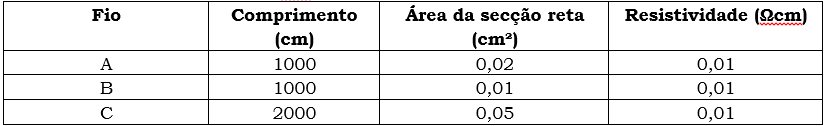 Fio Comprimento Área da secção reta Resistividade (Ωcm)
(cm) (cm²)
A 1000 0,02 0,01
B 1000 0,01 0,01
C 2000 0,05 0,01